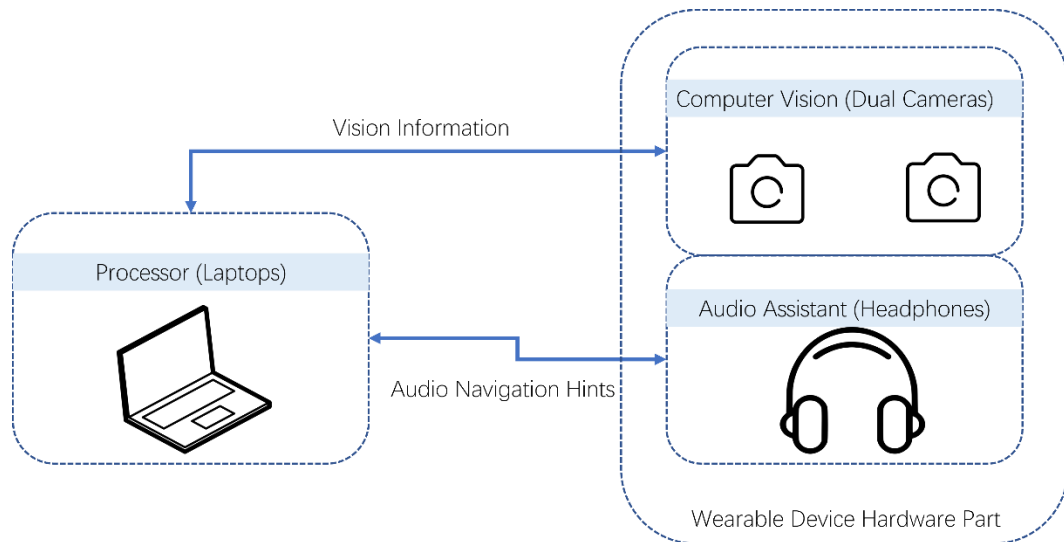 Computer Vision (Dual Cameras)
Vision Information
Processor (Laptops)
Audio Assistant (Headphones)
Audio Navigation Hints
Wearable Device Hardware Part